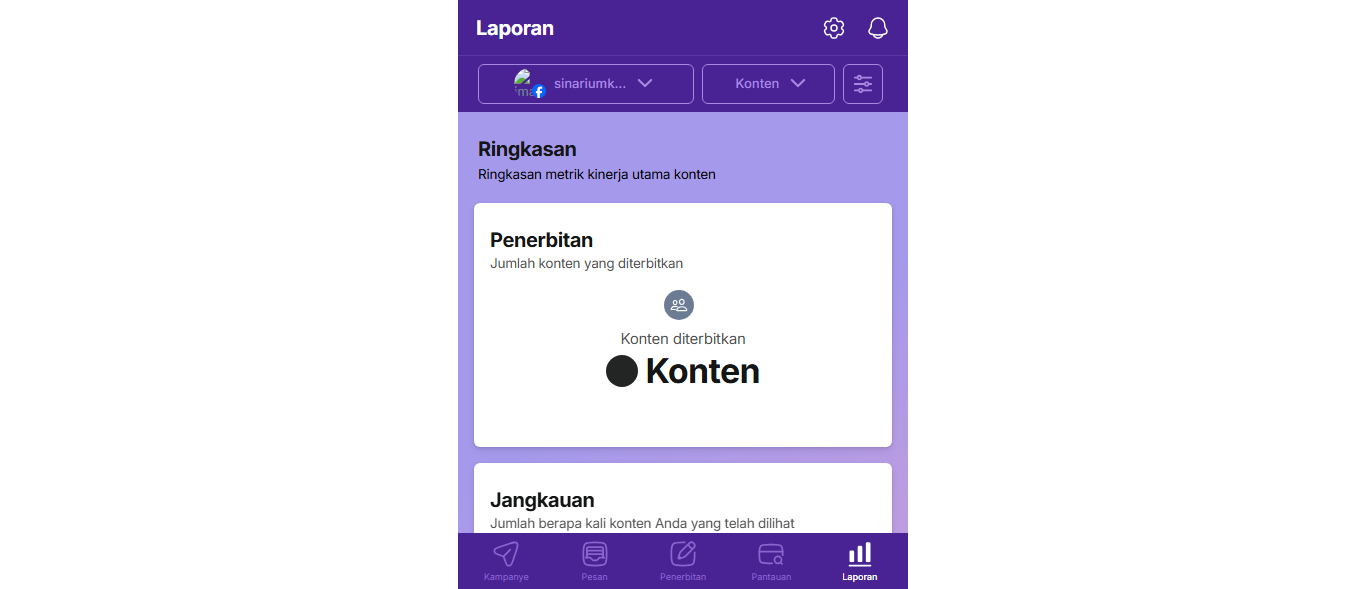 Laporan
sinariumk...
Konten
Ringkasan
Ringkasan metrik kinerja utama konten
Penerbitan
Jumlah konten yang diterbitkan
Konten diterbitkan
Konten
Jangkauan
Jumlah berapa kali konten Anda yang telah dilihat
Kampanye
Pesan
Penerbitan
Pantauan
Laporan